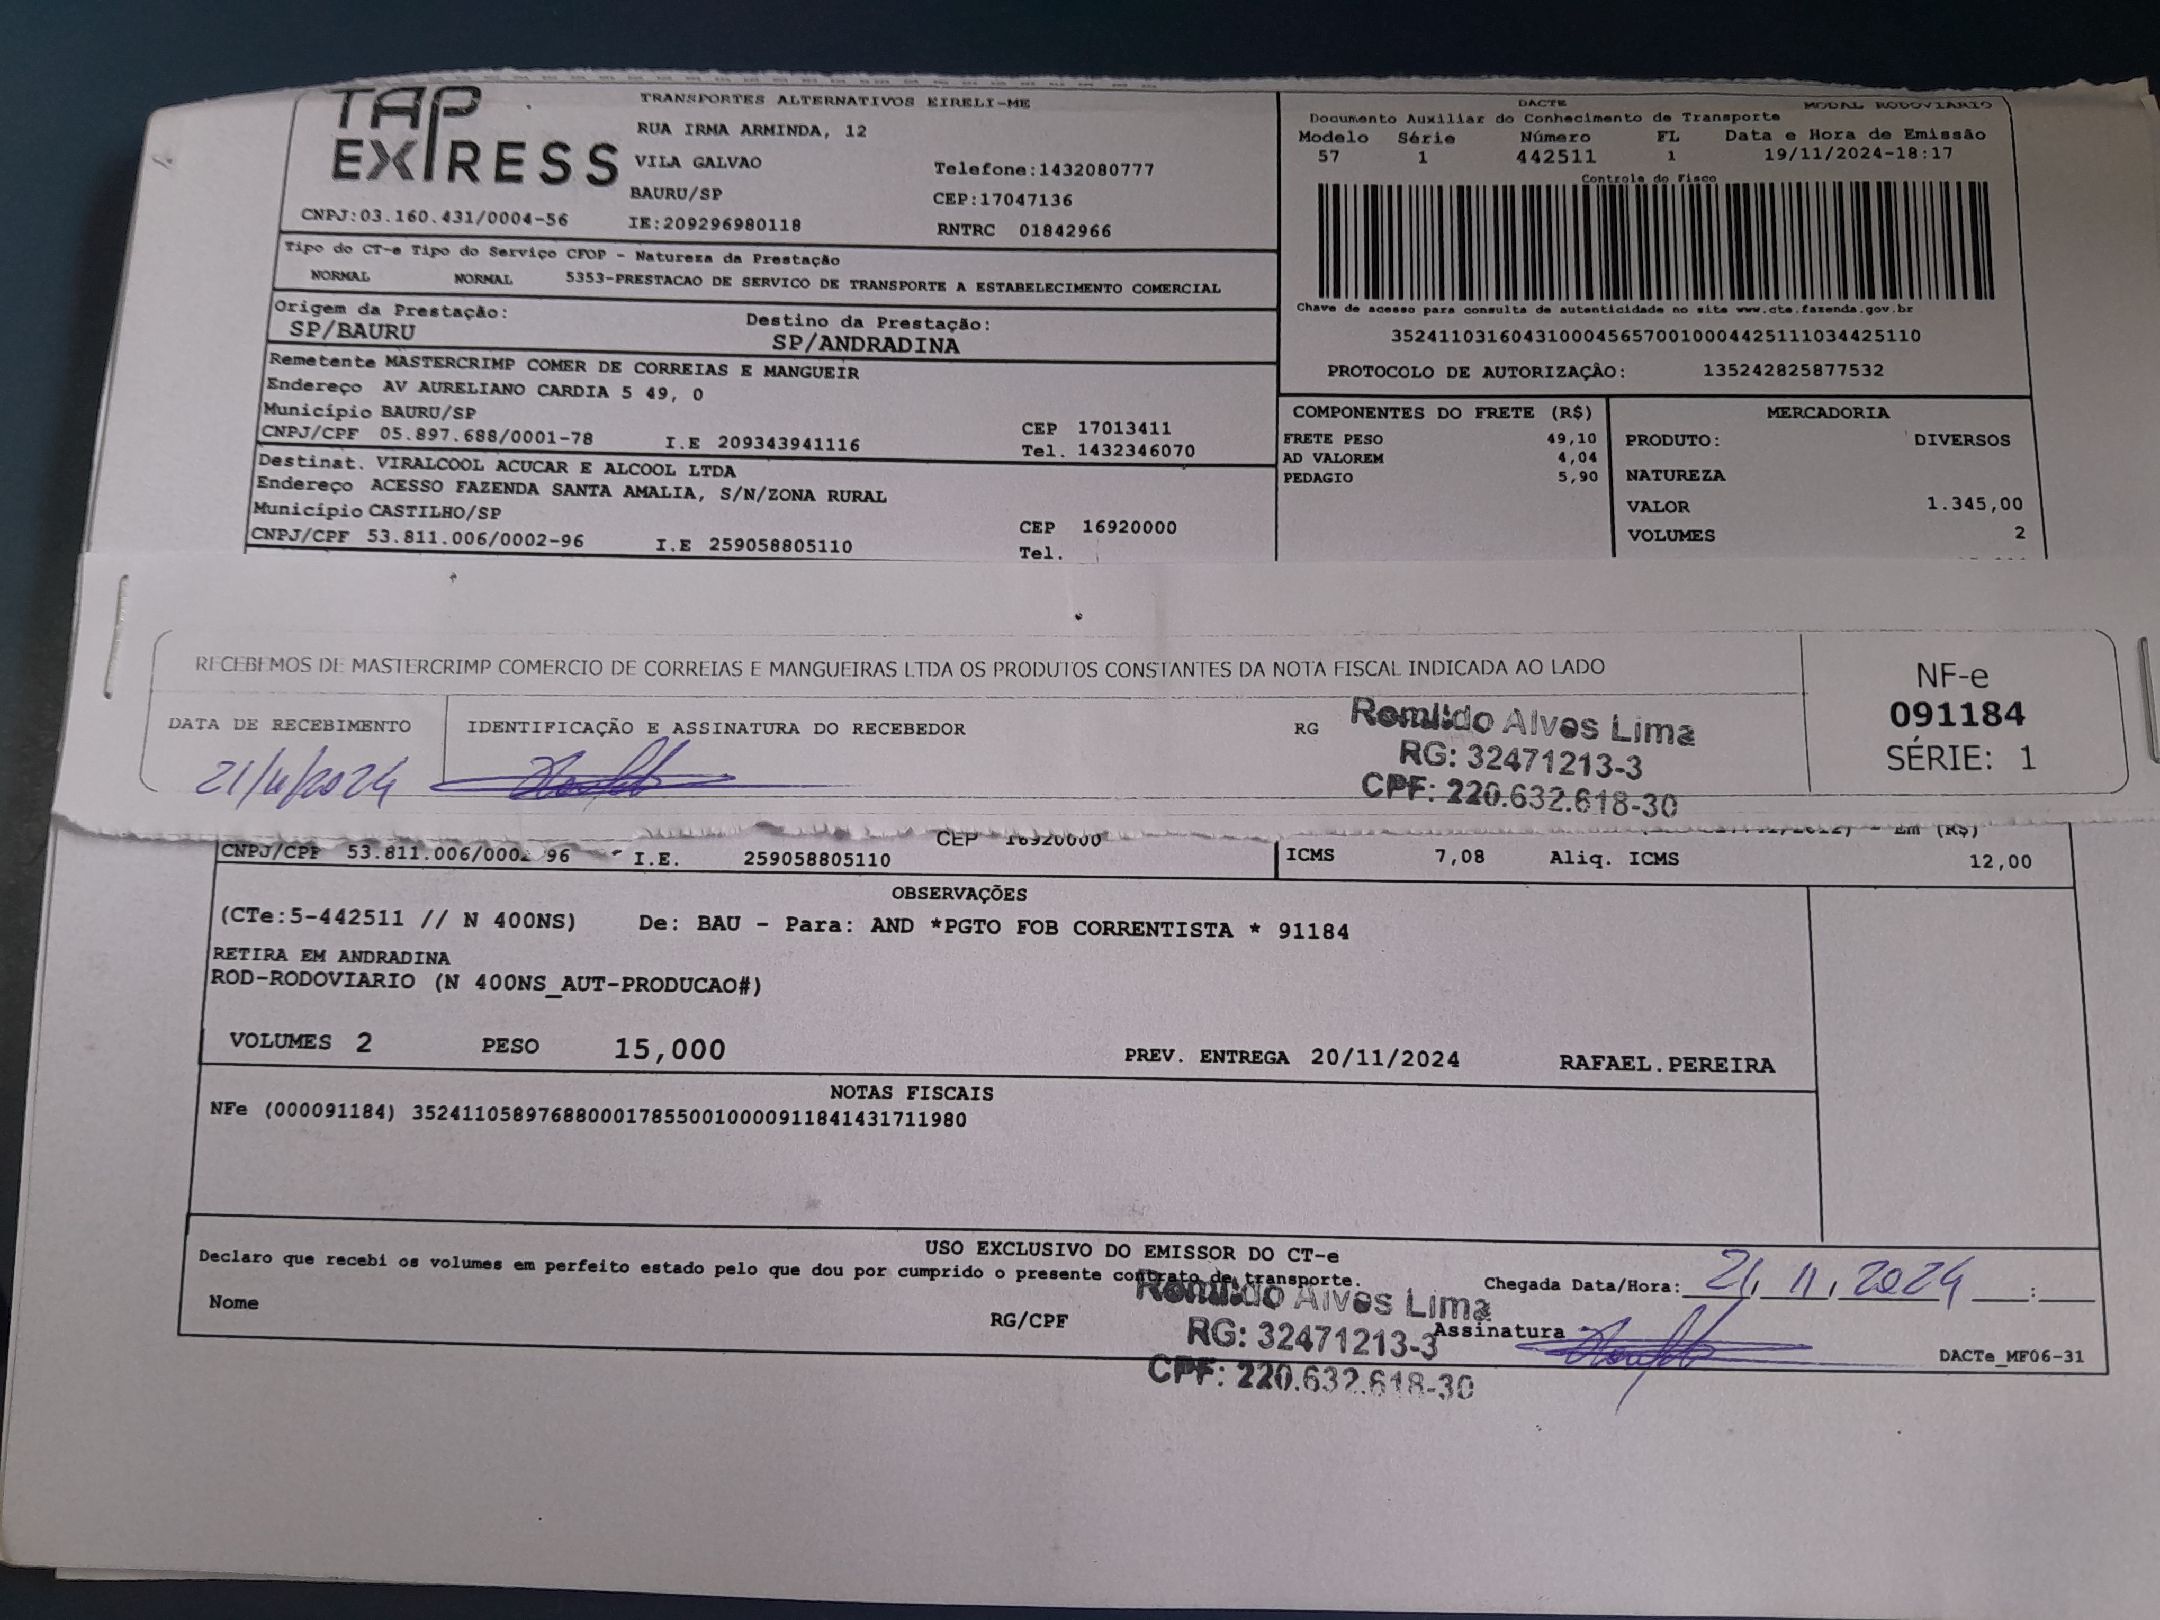 TAP EXPRESS
TRANSPORTES ALTERNATIVOS EIRELI-ME
RUA IRMA ARMINDA, 12
VILA GALVAO Telefone:1432080777
BAURU/SP CEP:17047136
CNPJ:03.160.431/0004-56 IE:209296980118 RNTRC 01842966
DACTE MODAL RODOVIARIO
Documento Auxiliar do Conhecimento de Transporte
Modelo Série Número FL Data e Hora de Emissão
57 1 442511 1 19/11/2024-18:17
Controle do Fisco
Chave de acesso para consulta de autenticidade no site www.cte.fazenda.gov.br
35241103160431000456570010004425111034425110
PROTOCOLO DE AUTORIZAÇÃO: 135242825877532
Tipo do CT-e Tipo do Serviço CFOP - Natureza da Prestação
NORMAL NORMAL 5353-PRESTACAO DE SERVICO DE TRANSPORTE A ESTABELECIMENTO COMERCIAL
Origem da Prestação: Destino da Prestação:
SP/BAURU SP/ANDRADINA
Remetente MASTERCRIMP COMER DE CORREIAS E MANGUEIR
Endereço AV AURELIANO CARDIA 5 49, 0
Município BAURU/SP CEP 17013411
CNPJ/CPF 05.897.688/0001-78 I.E 209343941116 Tel. 1432346070
Destinat. VIRALCOOL ACUCAR E ALCOOL LTDA
Endereço ACESSO FAZENDA SANTA AMALIA, S/N/ZONA RURAL
Município CASTILHO/SP CEP 16920000
CNPJ/CPF 53.811.006/0002-96 I.E 259058805110 Tel.
COMPONENTES DO FRETE (R$)
FRETE PESO 49,10
AD VALOREM 4,04
PEDAGIO 5,90
MERCADORIA
PRODUTO: DIVERSOS
NATUREZA
VALOR 1.345,00
VOLUMES 2
RECEBEMOS DE MASTERCRIMP COMERCIO DE CORREIAS E MANGUEIRAS LTDA OS PRODUTOS CONSTANTES DA NOTA FISCAL INDICADA AO LADO
DATA DE RECEBIMENTO IDENTIFICAÇÃO E ASSINATURA DO RECEBEDOR RG
21/11/2024
Romildo Alves Lima
RG: 32471213-3
CPF: 220.632.618-30
NF-e
091184
SÉRIE: 1
CEP 16920000 Em (R$)
CNPJ/CPF 53.811.006/0002-96 I.E. 259058805110
ICMS 7,08 Aliq. ICMS 12,00
OBSERVAÇÕES
(CTe:5-442511 // N 400NS) De: BAU - Para: AND *PGTO FOB CORRENTISTA * 91184
RETIRA EM ANDRADINA
ROD-RODOVIARIO (N 400NS_AUT-PRODUCAO#)
VOLUMES 2 PESO 15,000 PREV. ENTREGA 20/11/2024 RAFAEL.PEREIRA
NOTAS FISCAIS
NFe (000091184) 35241105897688000178550010000911841431711980
USO EXCLUSIVO DO EMISSOR DO CT-e
Declaro que recebi os volumes em perfeito estado pelo que dou por cumprido o presente contrato de transporte.
Chegada Data/Hora: 21.11.2024 :
Nome RG/CPF Assinatura
Romildo Alves Lima
RG: 32471213-3
CPF: 220.632.618-30
DACTe_MF06-31